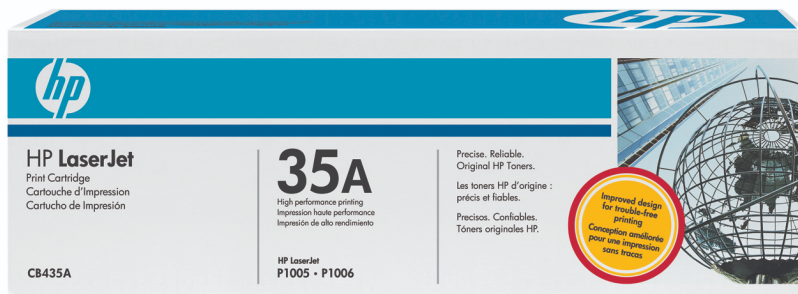 hp
HP LaserJet
Print Cartridge
Cartouche d'Impression
Cartucho de Impresión
CB435A
35A
High performance printing
Impression haute performance
Impresión de alto rendimiento
HP LaserJet
P1005 • P1006
Precise. Reliable.
Original HP Toners.
Les toners HP d'origine :
précis et fiables.
Precisos. Confiables.
Tóners originales HP.
Improved design
for trouble-free
printing
Conception améliorée
pour une impression
sans tracas